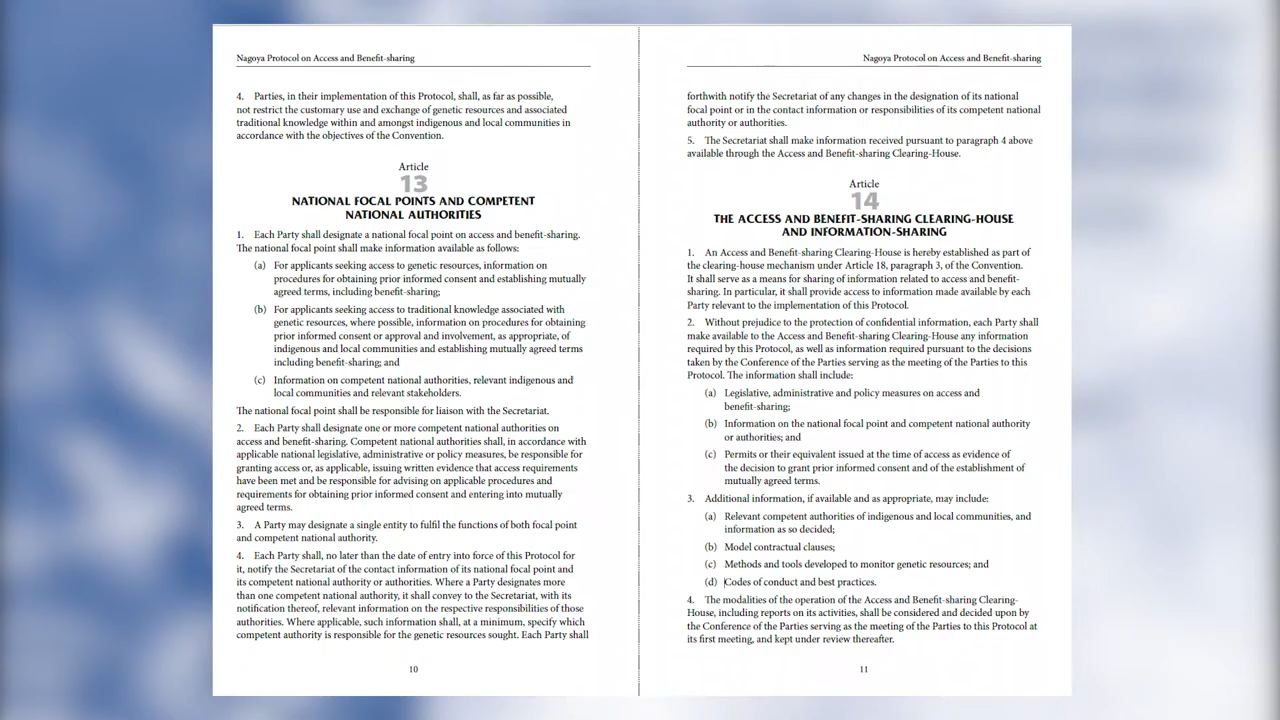 Nagoya Protocol on Access and Benefit-sharing
4. Parties, in their implementation of this Protocol, shall, as far as possible,
not restrict the customary use and exchange of genetic resources and associated
traditional knowledge within and amongst indigenous and local communities in
accordance with the objectives of the Convention.
Article
13
NATIONAL FOCAL POINTS AND COMPETENT
NATIONAL AUTHORITIES
1. Each Party shall designate a national focal point on access and benefit-sharing.
The national focal point shall make information available as follows:
(a) For applicants seeking access to genetic resources, information on
procedures for obtaining prior informed consent and establishing mutually
agreed terms, including benefit-sharing;
(b) For applicants seeking access to traditional knowledge associated with
genetic resources, where possible, information on procedures for obtaining
prior informed consent or approval and involvement, as appropriate, of
indigenous and local communities and establishing mutually agreed terms
including benefit-sharing; and
(c) Information on competent national authorities, relevant indigenous and
local communities and relevant stakeholders.
The national focal point shall be responsible for liaison with the Secretariat.
2. Each Party shall designate one or more competent national authorities on
access and benefit-sharing. Competent national authorities shall, in accordance with
applicable national legislative, administrative or policy measures, be responsible for
granting access or, as applicable, issuing written evidence that access requirements
have been met and be responsible for advising on applicable procedures and
requirements for obtaining prior informed consent and entering into mutually
agreed terms.
3. A Party may designate a single entity to fulfil the functions of both focal point
and competent national authority.
4. Each Party shall, no later than the date of entry into force of this Protocol for
it, notify the Secretariat of the contact information of its national focal point and
its competent national authority or authorities. Where a Party designates more
than one competent national authority, it shall convey to the Secretariat, with its
notification thereof, relevant information on the respective responsibilities of those
authorities. Where applicable, such information shall, at a minimum, specify which
competent authority is responsible for the genetic resources sought. Each Party shall
10
Nagoya Protocol on Access and Benefit-sharing
forthwith notify the Secretariat of any changes in the designation of its national
focal point or in the contact information or responsibilities of its competent national
authority or authorities.
5. The Secretariat shall make information received pursuant to paragraph 4 above
available through the Access and Benefit-sharing Clearing-House.
Article
14
THE ACCESS AND BENEFIT-SHARING CLEARING-HOUSE
AND INFORMATION-SHARING
1. An Access and Benefit-sharing Clearing-House is hereby established as part of
the clearing-house mechanism under Article 18, paragraph 3, of the Convention.
It shall serve as a means for sharing of information related to access and benefit-
sharing. In particular, it shall provide access to information made available by each
Party relevant to the implementation of this Protocol.
2. Without prejudice to the protection of confidential information, each Party shall
make available to the Access and Benefit-sharing Clearing-House any information
required by this Protocol, as well as information required pursuant to the decisions
taken by the Conference of the Parties serving as the meeting of the Parties to this
Protocol. The information shall include:
(a) Legislative, administrative and policy measures on access and
benefit-sharing;
(b) Information on the national focal point and competent national authority
or authorities; and
(c) Permits or their equivalent issued at the time of access as evidence of
the decision to grant prior informed consent and of the establishment of
mutually agreed terms.
3. Additional information, if available and as appropriate, may include:
(a) Relevant competent authorities of indigenous and local communities, and
information as so decided;
(b) Model contractual clauses;
(c) Methods and tools developed to monitor genetic resources; and
(d) Codes of conduct and best practices.
4. The modalities of the operation of the Access and Benefit-sharing Clearing-
House, including reports on its activities, shall be considered and decided upon by
the Conference of the Parties serving as the meeting of the Parties to this Protocol at
its first meeting, and kept under review thereafter.
11